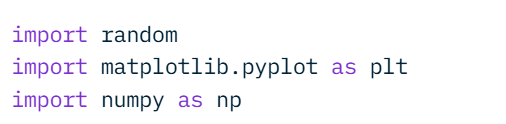 import random
import matplotlib.pyplot as plt
import numpy as np